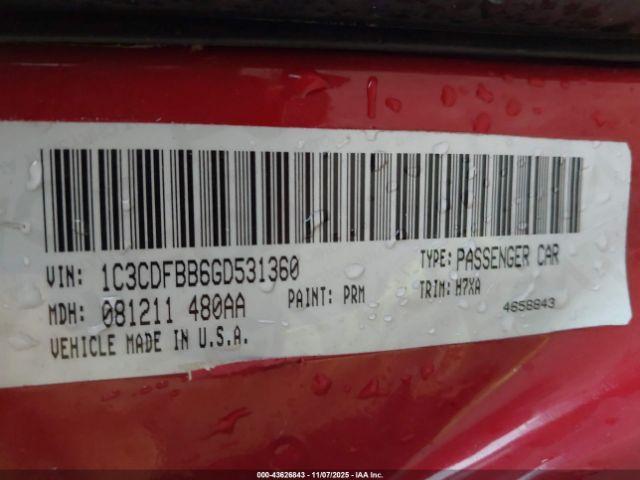 VIN: 1C3CDFBB6GD531360 TYPE: PASSENGER CAR
MDH: 081211 480AA PAINT: PRM TRIM: H7XA
VEHICLE MADE IN U.S.A. 4658843
000-43626843 - 11/07/2025 - IAA Inc.